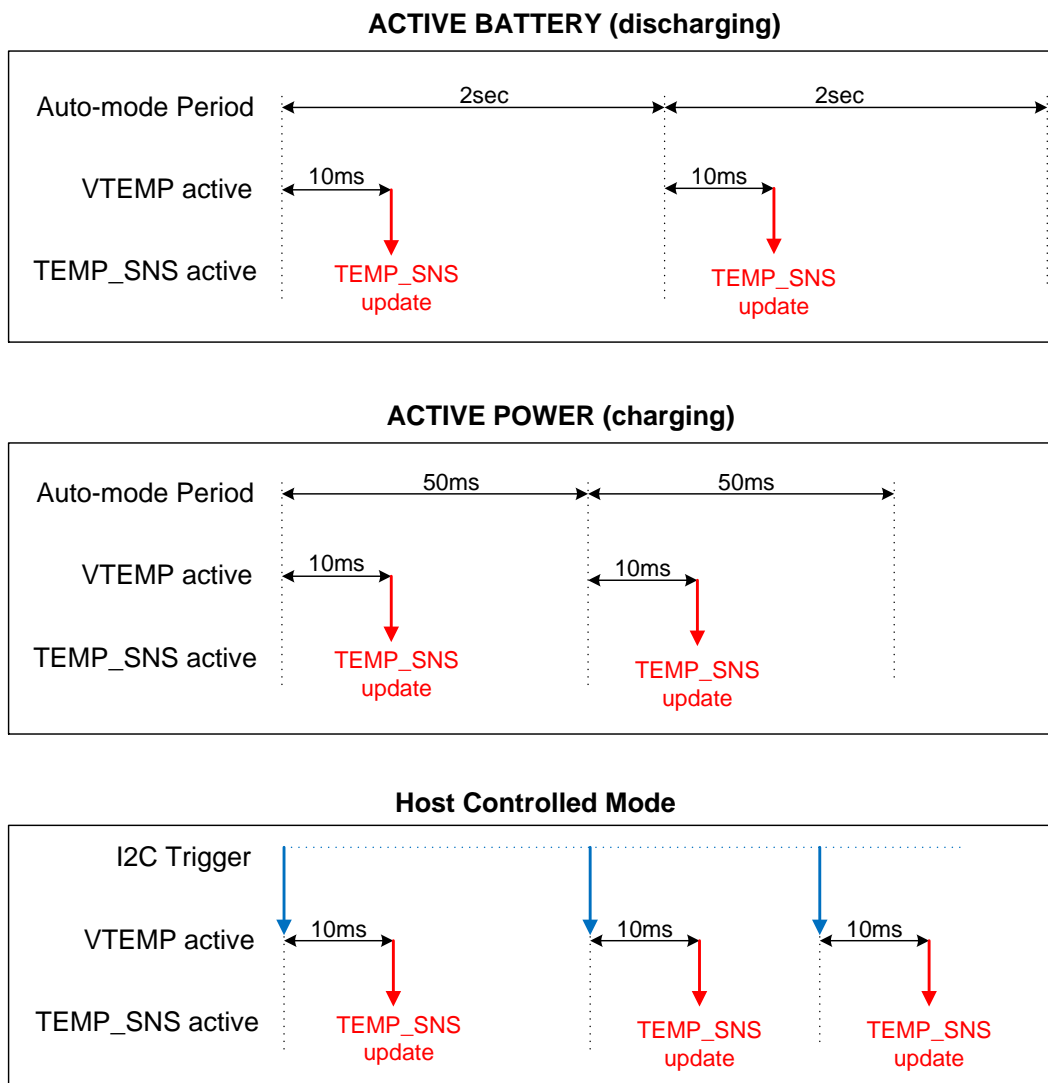 ACTIVE BATTERY (discharging)
Auto-mode Period
2sec
2sec
VTEMP active
10ms
10ms
TEMP_SNS active
TEMP_SNS
update
TEMP_SNS
update
ACTIVE POWER (charging)
Auto-mode Period
50ms
50ms
VTEMP active
10ms
10ms
TEMP_SNS active
TEMP_SNS
update
TEMP_SNS
update
Host Controlled Mode
I2C Trigger
VTEMP active
10ms
10ms
10ms
TEMP_SNS active
TEMP_SNS
update
TEMP_SNS
update
TEMP_SNS
update